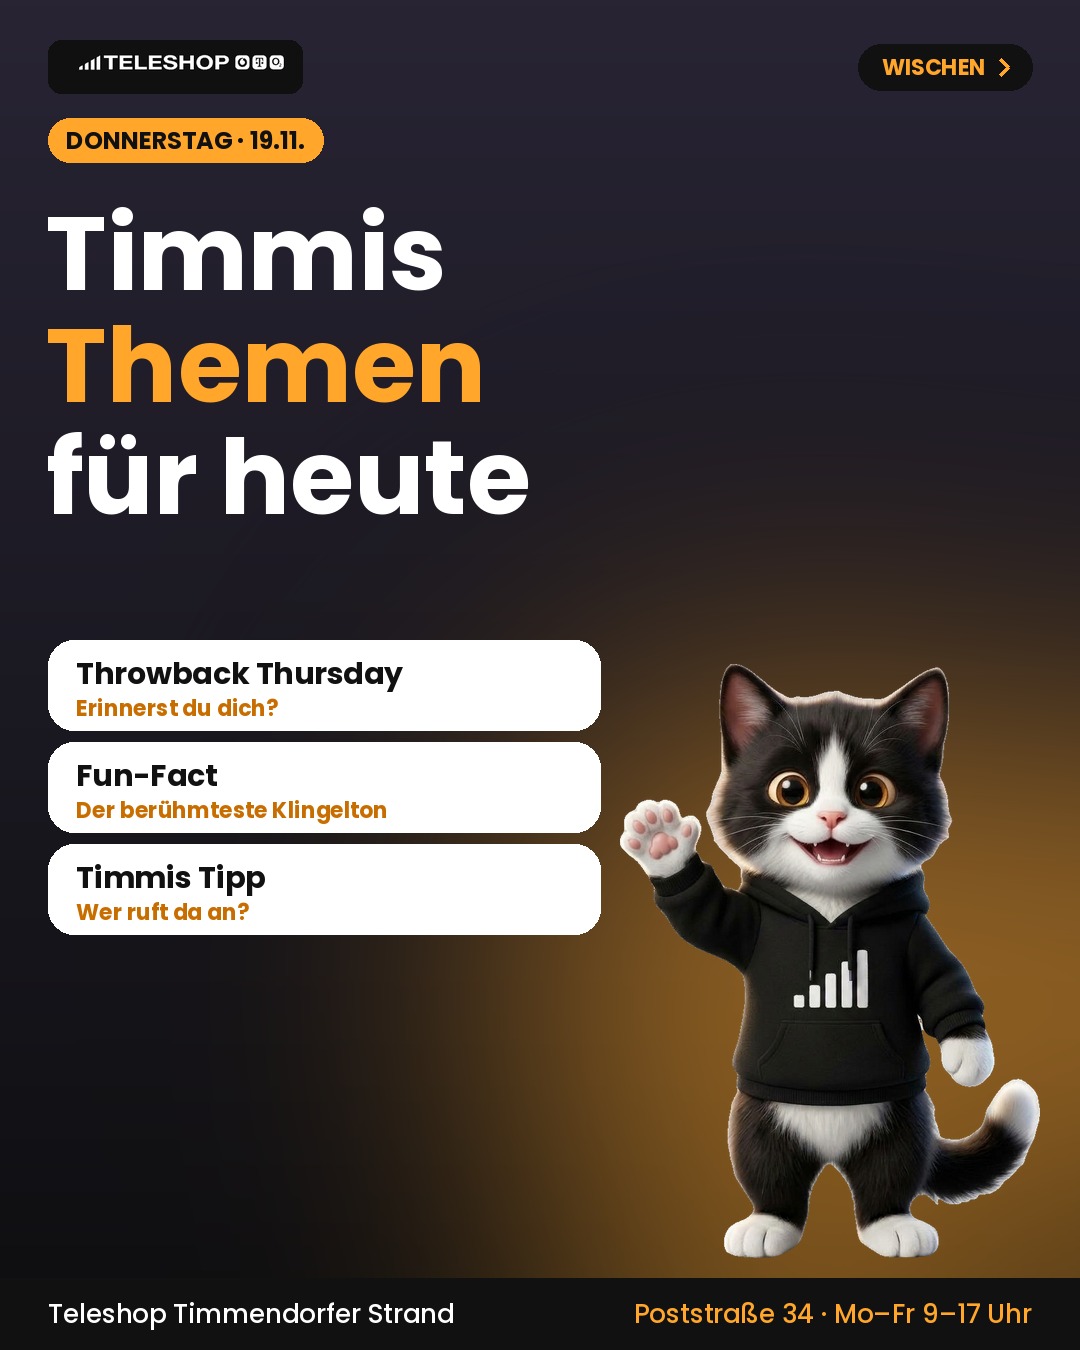 TELESHOP
WISCHEN
DONNERSTAG · 19.11.
Timmis
Themen
für heute
Throwback Thursday
Erinnerst du dich?
Fun-Fact
Der berühmteste Klingelton
Timmis Tipp
Wer ruft da an?
Teleshop Timmendorfer Strand
Poststraße 34 · Mo–Fr 9–17 Uhr